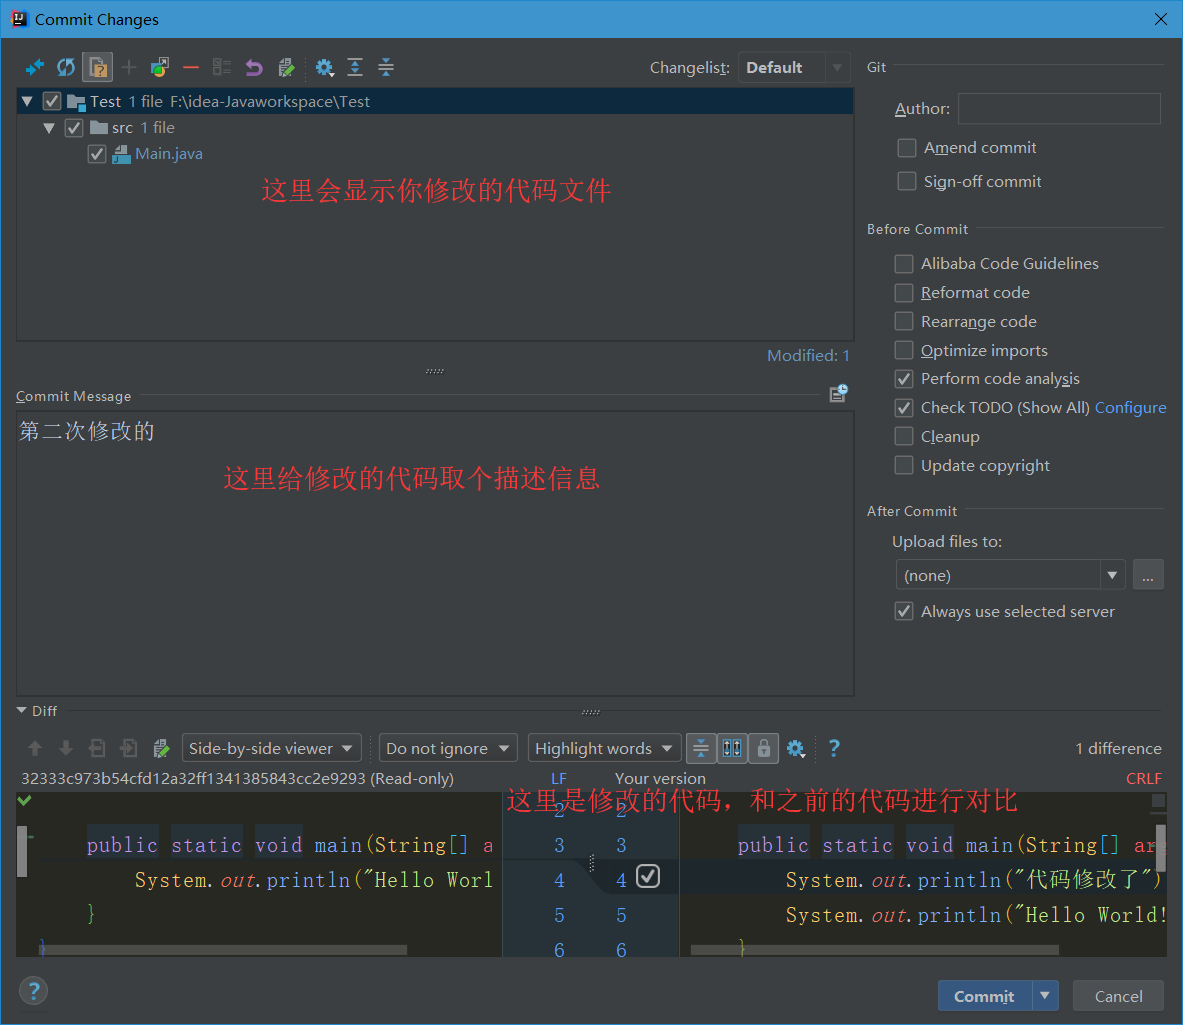 Commit Changes
Changelist: Default
Git
Test 1 file F:\idea-Javaworkspace\Test
src 1 file
Main.java
这里会显示你修改的代码文件
Modified: 1
Author:
Amend commit
Sign-off commit
Before Commit
Alibaba Code Guidelines
Reformat code
Rearrange code
Optimize imports
Perform code analysis
Check TODO (Show All) Configure
Cleanup
Update copyright
Commit Message
第二次修改的
这里给修改的代码取个描述信息
After Commit
Upload files to:
(none)
...
Always use selected server
Diff
Side-by-side viewer Do not ignore Highlight words ? 1 difference
32333c973b54cfd12a32ff1341385843cc2e9293 (Read-only) LF Your version CRLF
这里是修改的代码，和之前的代码进行对比
2 2
public static void main(String[] a 3 3 public static void main(String[] ar
System.out.println("Hello Worl 4 4 System.out.println("代码修改了")
} 5 5 System.out.println("Hello World!
} 6 6 }
? Commit Cancel